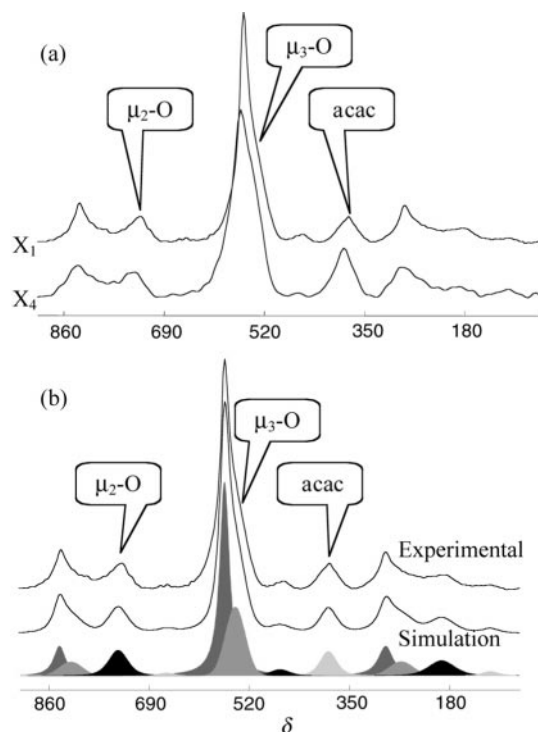 (a)
μ₃-O
μ₂-O
acac
X₁
X₄
860 690 520 350 180
(b)
μ₃-O
μ₂-O
acac
Experimental
Simulation
860 690 520 350 180
δ